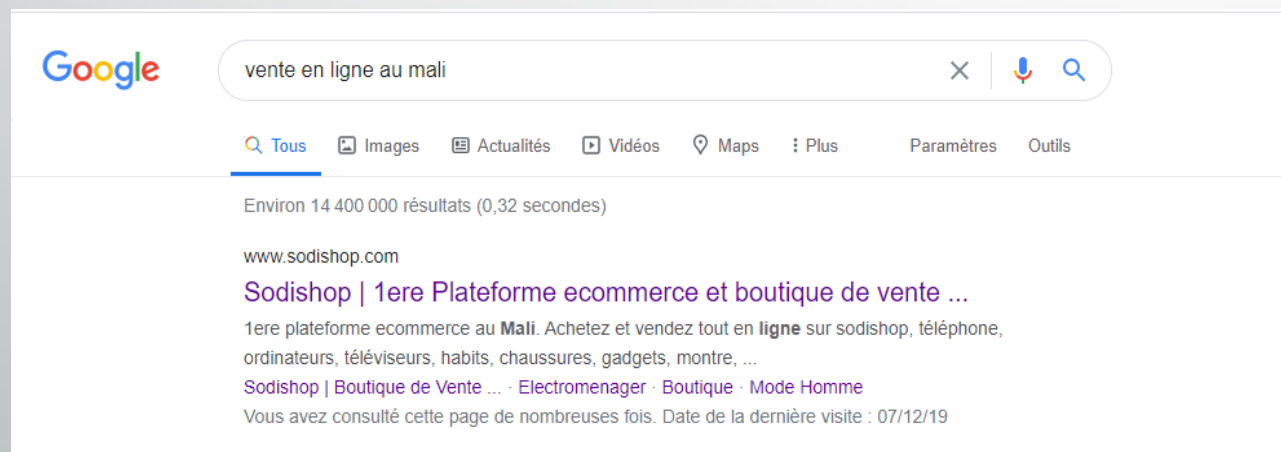 Google
vente en ligne au mali
Tous Images Actualités Vidéos Maps Plus Paramètres Outils
Environ 14 400 000 résultats (0,32 secondes)
www.sodishop.com
Sodishop | 1ere Plateforme ecommerce et boutique de vente ...
1ere plateforme ecommerce au Mali. Achetez et vendez tout en ligne sur sodishop, téléphone,
ordinateurs, téléviseurs, habits, chaussures, gadgets, montre, ...
Sodishop | Boutique de Vente ... · Electromenager · Boutique · Mode Homme
Vous avez consulté cette page de nombreuses fois. Date de la dernière visite : 07/12/19